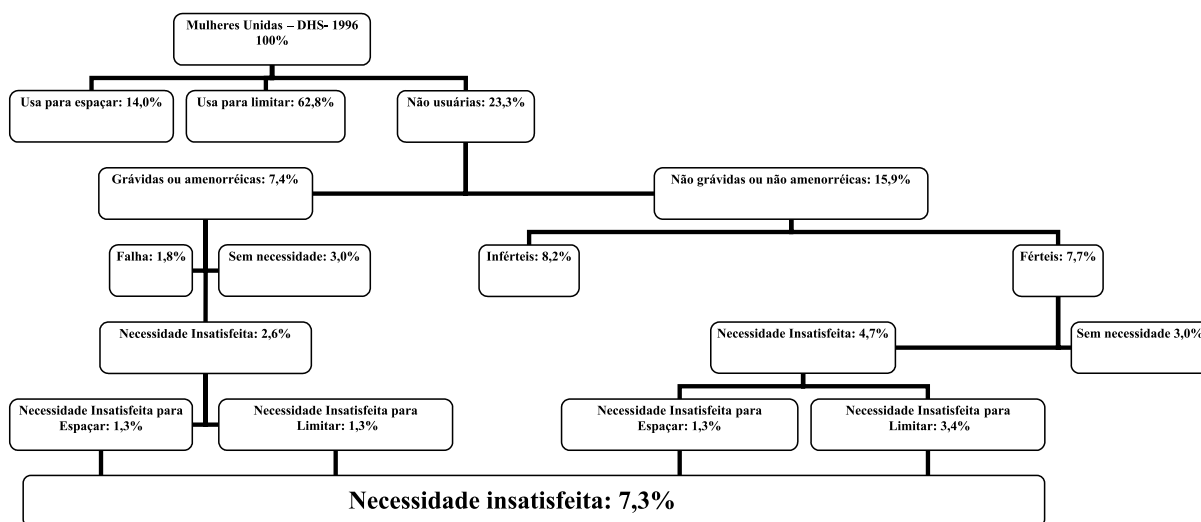 Mulheres Unidas – DHS- 1996
100%
Usa para espaçar: 14,0%
Usa para limitar: 62,8%
Não usuárias: 23,3%
Grávidas ou amenorréicas: 7,4%
Não grávidas ou não amenorréicas: 15,9%
Falha: 1,8%
Sem necessidade: 3,0%
Inférteis: 8,2%
Férteis: 7,7%
Necessidade Insatisfeita: 2,6%
Necessidade Insatisfeita: 4,7%
Sem necessidade 3,0%
Necessidade Insatisfeita para
Espaçar: 1,3%
Necessidade Insatisfeita para
Limitar: 1,3%
Necessidade Insatisfeita para
Espaçar: 1,3%
Necessidade Insatisfeita para
Limitar: 3,4%
Necessidade insatisfeita: 7,3%